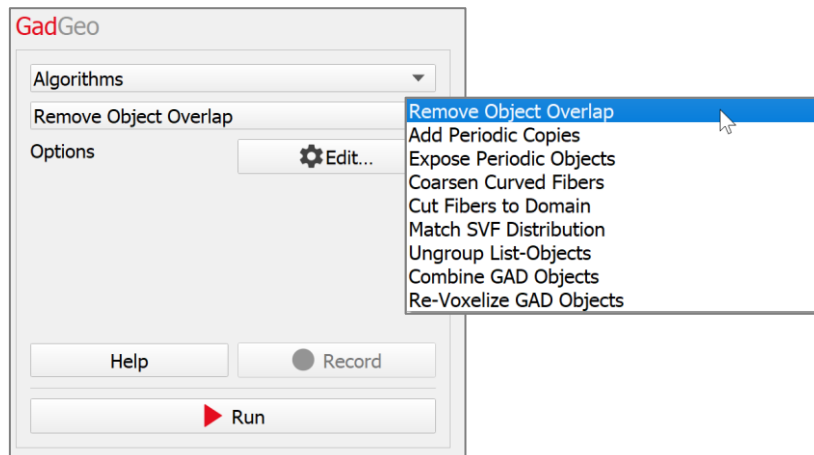 GadGeo
Algorithms
Remove Object Overlap
Options
Edit...
Remove Object Overlap
Add Periodic Copies
Expose Periodic Objects
Coarsen Curved Fibers
Cut Fibers to Domain
Match SVF Distribution
Ungroup List-Objects
Combine GAD Objects
Re-Voxelize GAD Objects
Help
Record
Run